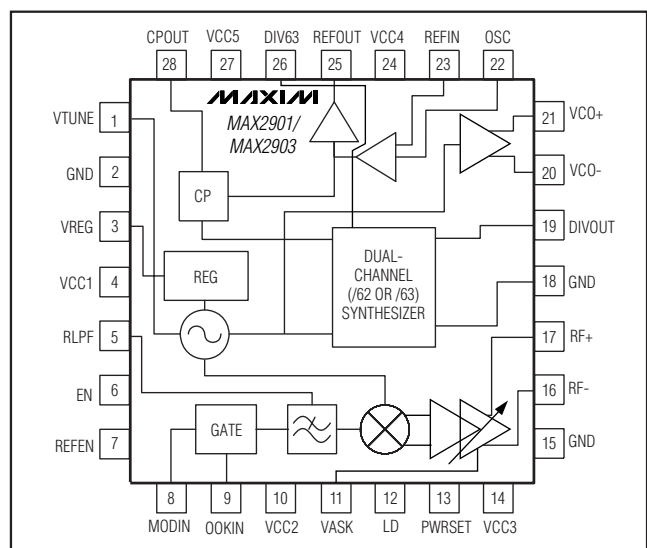 CPOUT VCC5 DIV63 REFOUT VCC4 REFIN OSC
28 27 26 25 24 23 22
MAXIM
MAX2901/
MAX2903
VTUNE 1
GND 2
VREG 3
VCC1 4
RLPF 5
EN 6
REFEN 7
21 VCO+
20 VCO-
19 DIVOUT
18 GND
17 RF+
16 RF-
15 GND
CP
REG
DUAL-
CHANNEL
(/62 OR /63)
SYNTHESIZER
GATE
8 9 10 11 12 13 14
MODIN OOKIN VCC2 VASK LD PWRSET VCC3